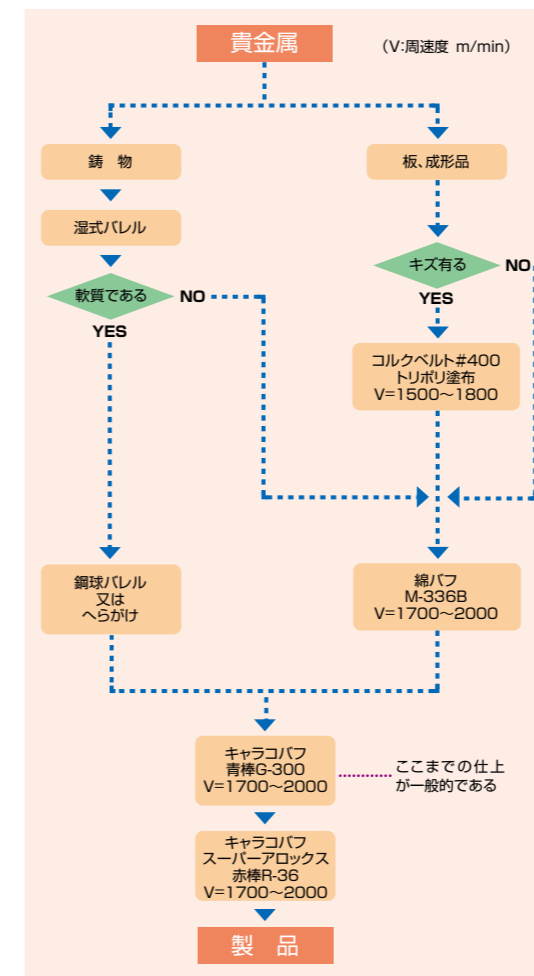 貴金属
（V：周速度 m/min）
鋳　物
板、成形品
湿式バレル
キズ有る
NO
軟質である
NO
YES
YES
コルクベルト#400
トリポリ塗布
V=1500～1800
鋼球バレル
又は
へらがけ
綿バフ
M-336B
V=1700～2000
キャラコバフ
青棒G-300
V=1700～2000
ここまでの仕上
が一般的である
キャラコバフ
スーパーアロックス
赤棒R-36
V=1700～2000
製　品